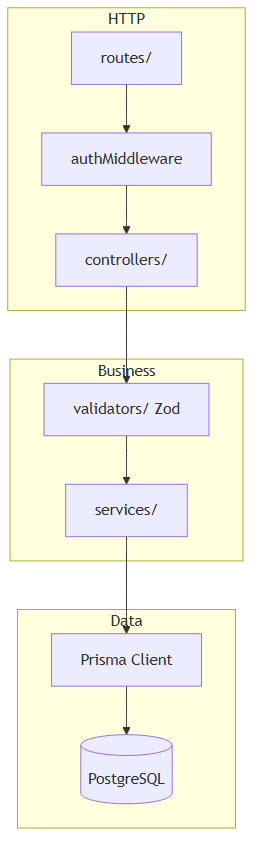 HTTP
routes/
authMiddleware
controllers/
Business
validators/ Zod
services/
Data
Prisma Client
PostgreSQL